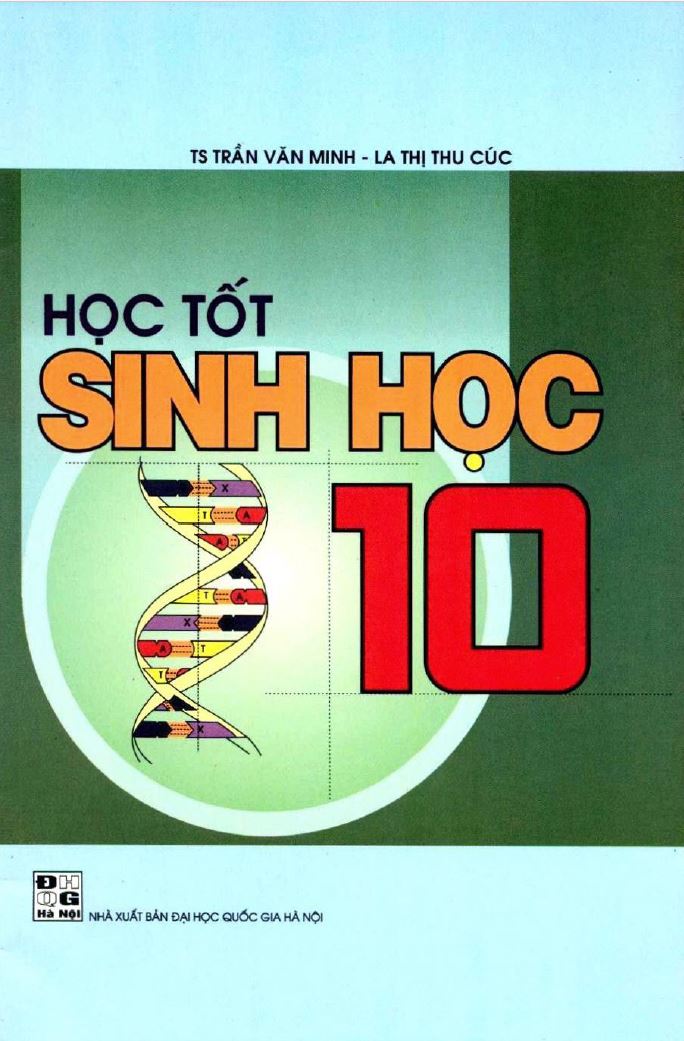 TS TRẦN VĂN MINH - LA THỊ THU CÚC
HỌC TỐT
SINH HỌC
10
X
T A
A T
T A
X
A T
T
X
ĐH
QG
Hà Nội
NHÀ XUẤT BẢN ĐẠI HỌC QUỐC GIA HÀ NỘI